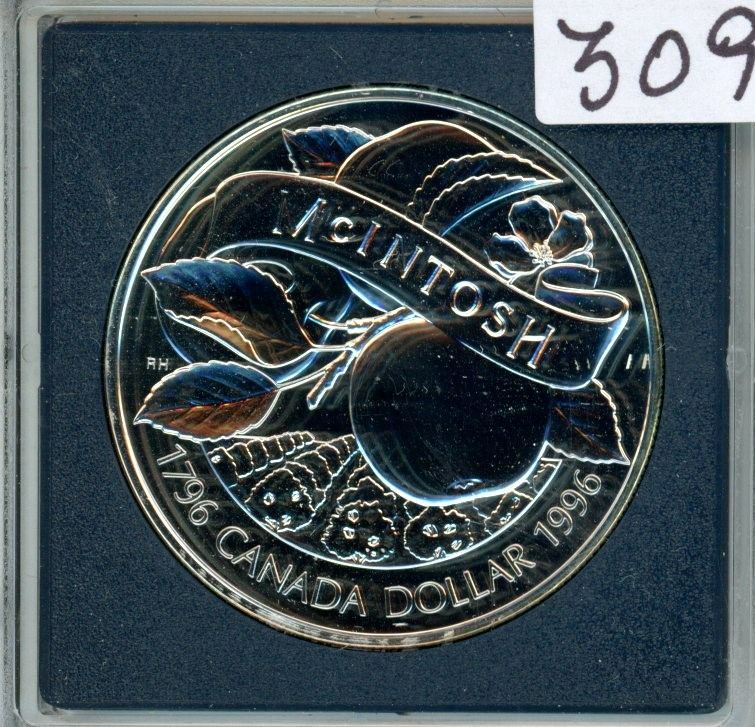 309
McINTOSH
RH
1796 CANADA DOLLAR 1996